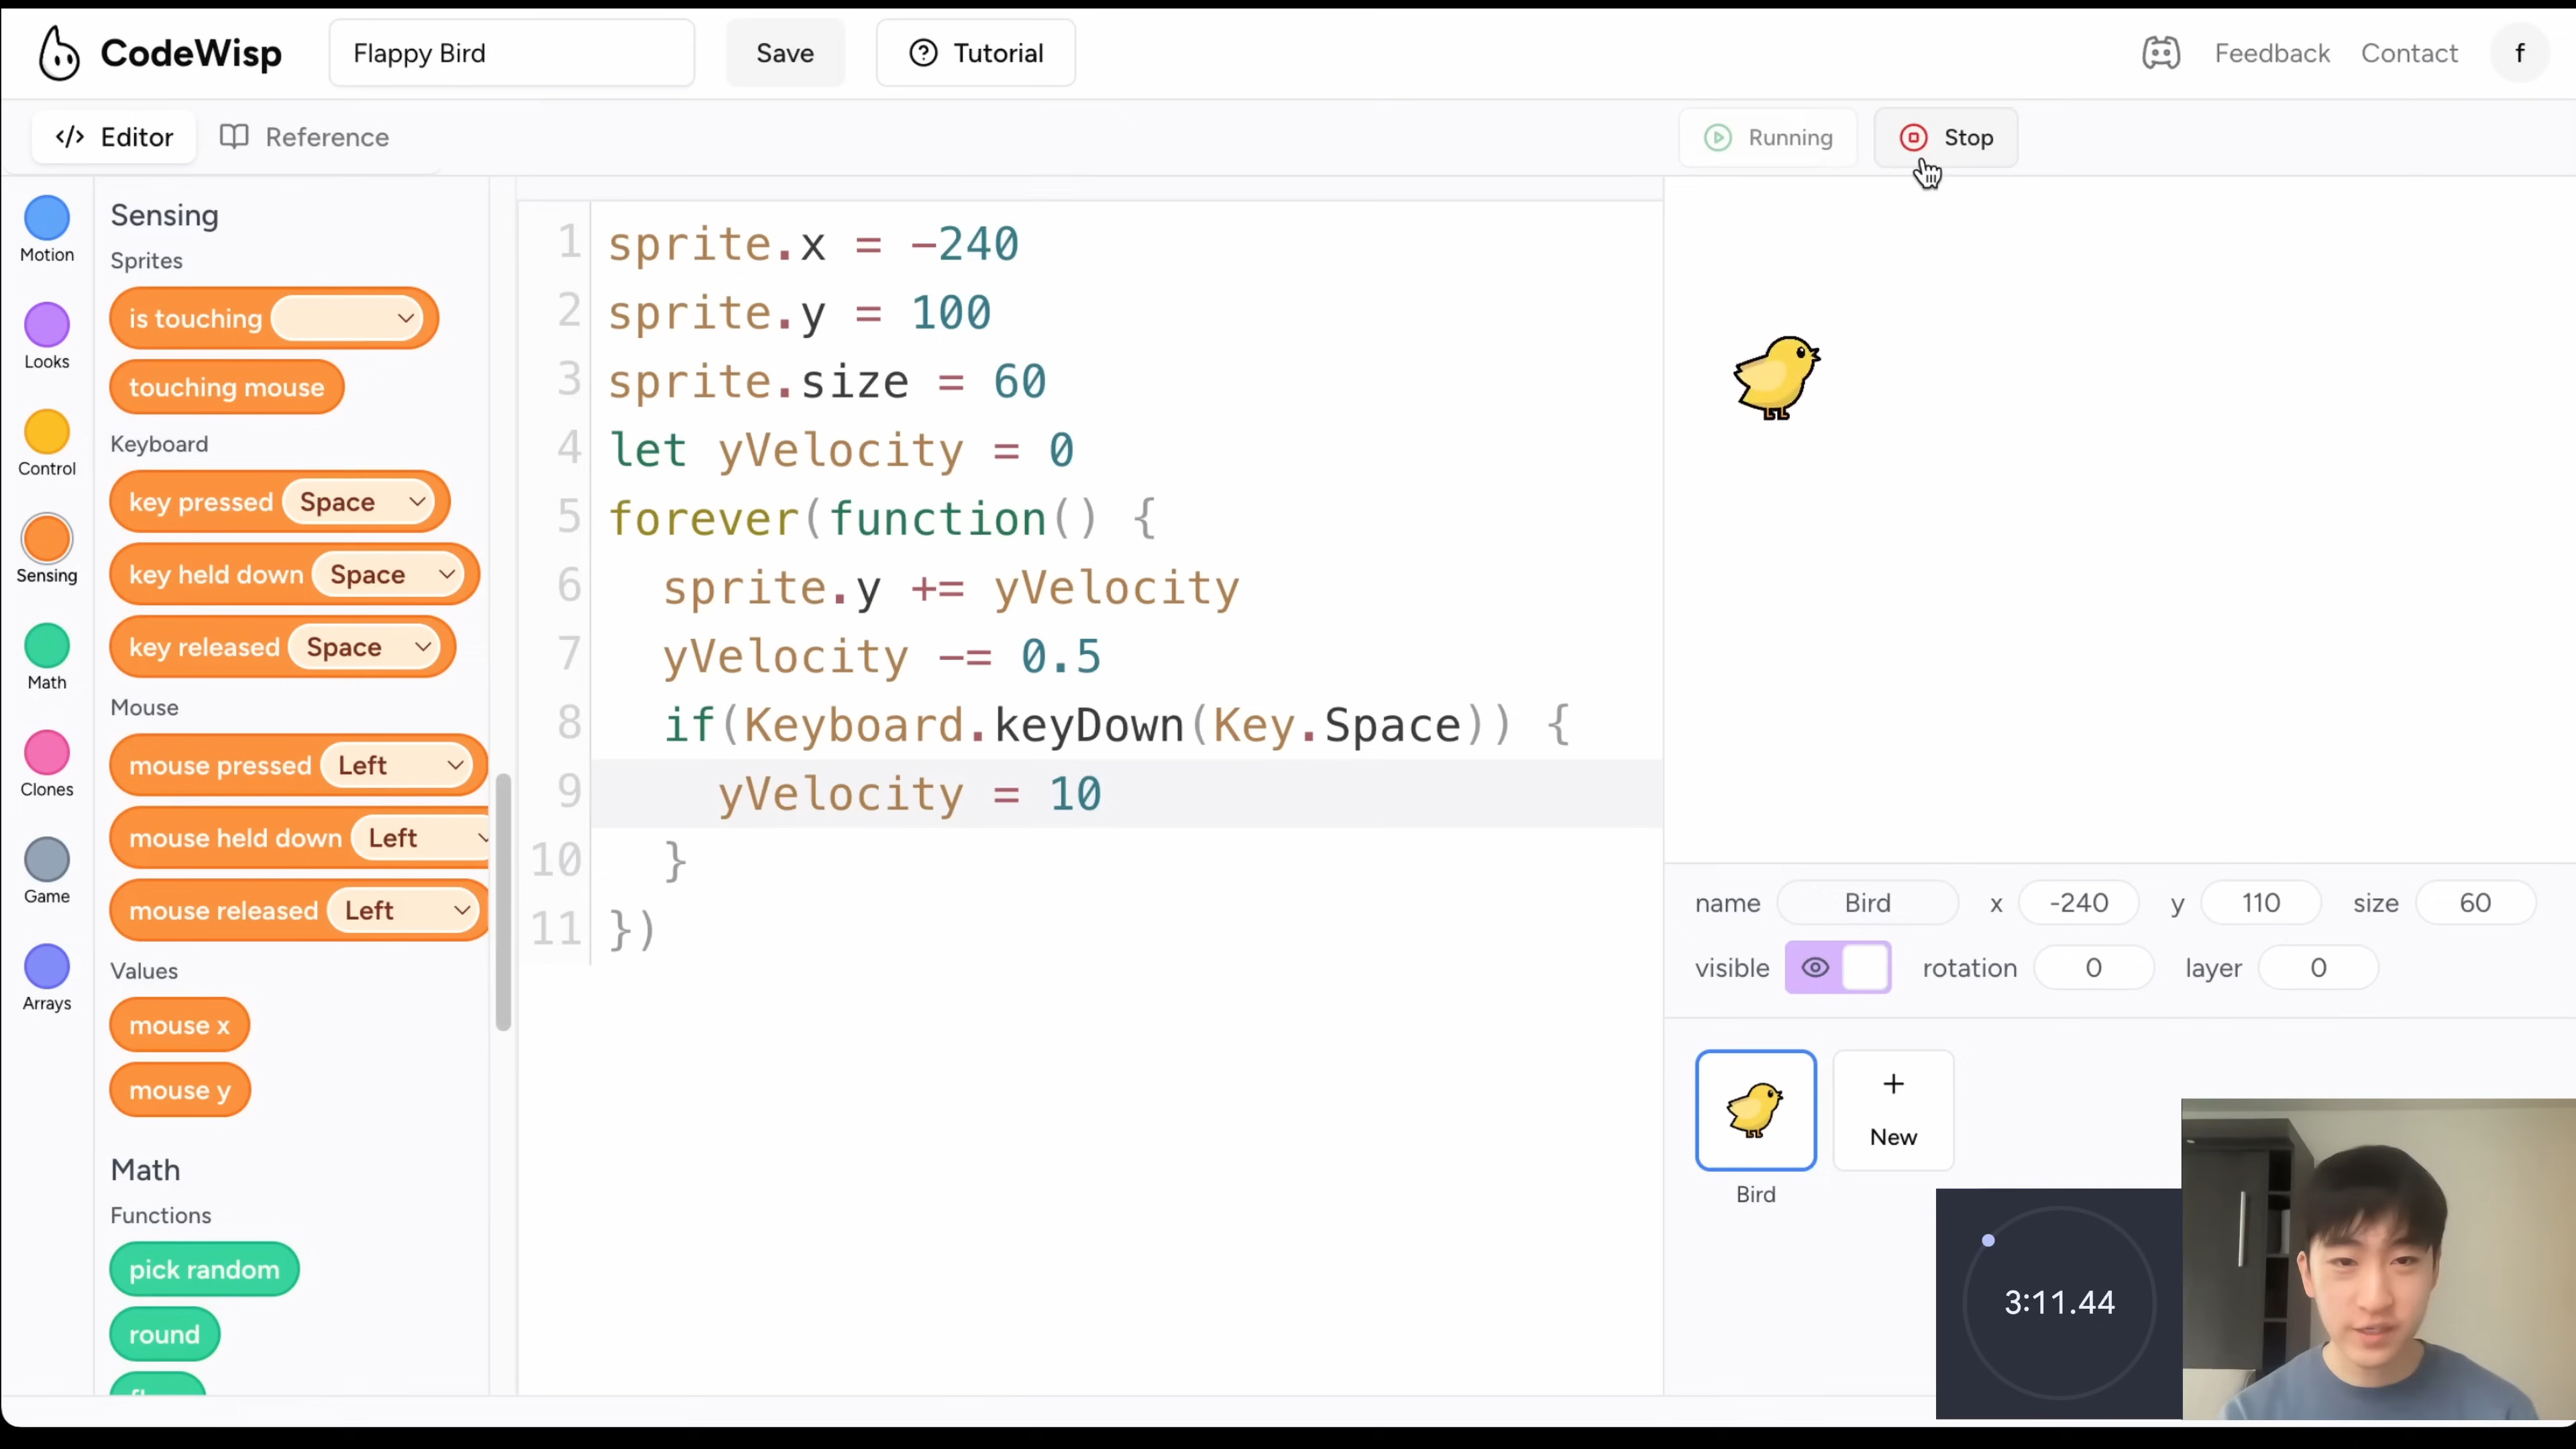 CodeWisp
Flappy Bird
Save
Tutorial
Feedback
Contact
f
Editor
Reference
Running
Stop
Motion
Looks
Control
Sensing
Math
Clones
Game
Arrays
Sensing
Sprites
is touching
touching mouse
Keyboard
key pressed Space
key held down Space
key released Space
Mouse
mouse pressed Left
mouse held down Left
mouse released Left
Values
mouse x
mouse y
Math
Functions
pick random
round
1 sprite.x = -240
2 sprite.y = 100
3 sprite.size = 60
4 let yVelocity = 0
5 forever(function() {
6 sprite.y += yVelocity
7 yVelocity -= 0.5
8 if(Keyboard.keyDown(Key.Space)) {
9 yVelocity = 10
10 }
11 })
name Bird x -240 y 110 size 60
visible rotation 0 layer 0
+
New
Bird
3:11.44